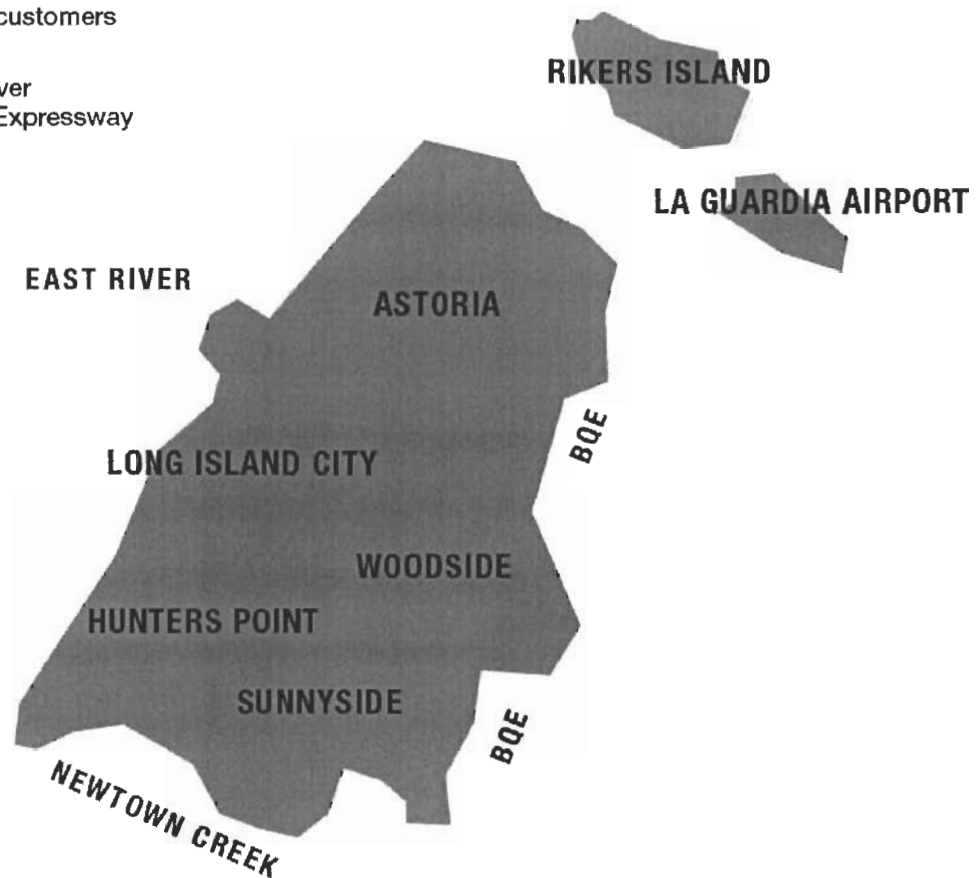 customers
ver
Expressway
RIKERS ISLAND
LA GUARDIA AIRPORT
EAST RIVER
ASTORIA
BQE
LONG ISLAND CITY
WOODSIDE
HUNTERS POINT
SUNNYSIDE
BQE
NEWTOWN CREEK